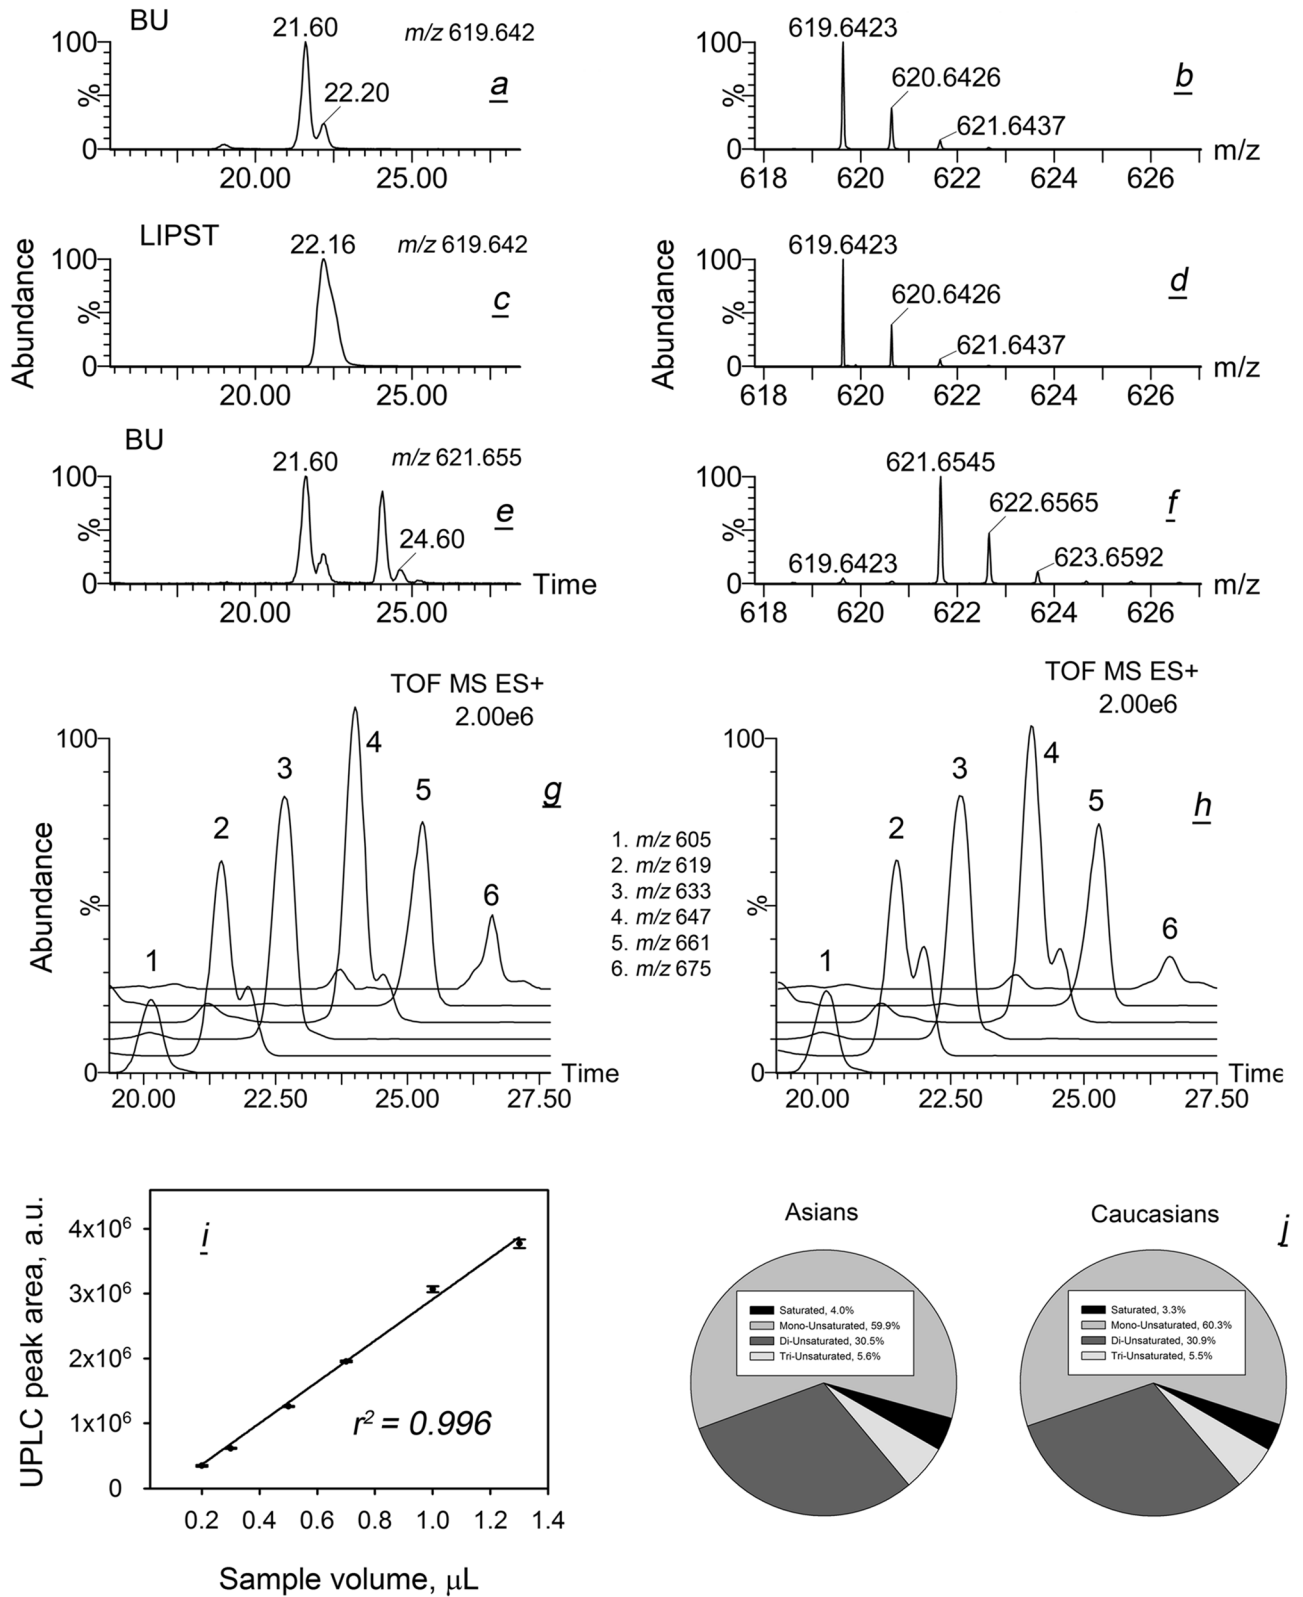 BU
21.60
m/z 619.642
100
%
a
22.20
0
20.00 25.00
619.6423
100
620.6426
b
%
621.6437
0
m/z
618 620 622 624 626
LIPST
22.16
m/z 619.642
100
Abundance
%
c
0
20.00 25.00
619.6423
100
620.6426
d
Abundance
%
621.6437
0
m/z
618 620 622 624 626
BU
21.60
m/z 621.655
100
%
e
24.60
0
Time
20.00 25.00
621.6545
100
622.6565
f
%
619.6423
623.6592
0
m/z
618 620 622 624 626
TOF MS ES+
2.00e6
100
4
3
5
g
2
Abundance
%
6
1
0
Time
20.00 22.50 25.00 27.50
1. m/z 605
2. m/z 619
3. m/z 633
4. m/z 647
5. m/z 661
6. m/z 675
TOF MS ES+
2.00e6
100
4
3
5
h
2
%
6
1
0
Time
20.00 22.50 25.00 27.50
UPLC peak area, a.u.
4x10⁶
i
3x10⁶
2x10⁶
1x10⁶
r² = 0.996
0
0.2 0.4 0.6 0.8 1.0 1.2 1.4
Sample volume, μL
Asians
Saturated, 4.0%
Mono-Unsaturated, 59.9%
Di-Unsaturated, 30.5%
Tri-Unsaturated, 5.6%
Caucasians
j
Saturated, 3.3%
Mono-Unsaturated, 60.3%
Di-Unsaturated, 30.9%
Tri-Unsaturated, 5.5%